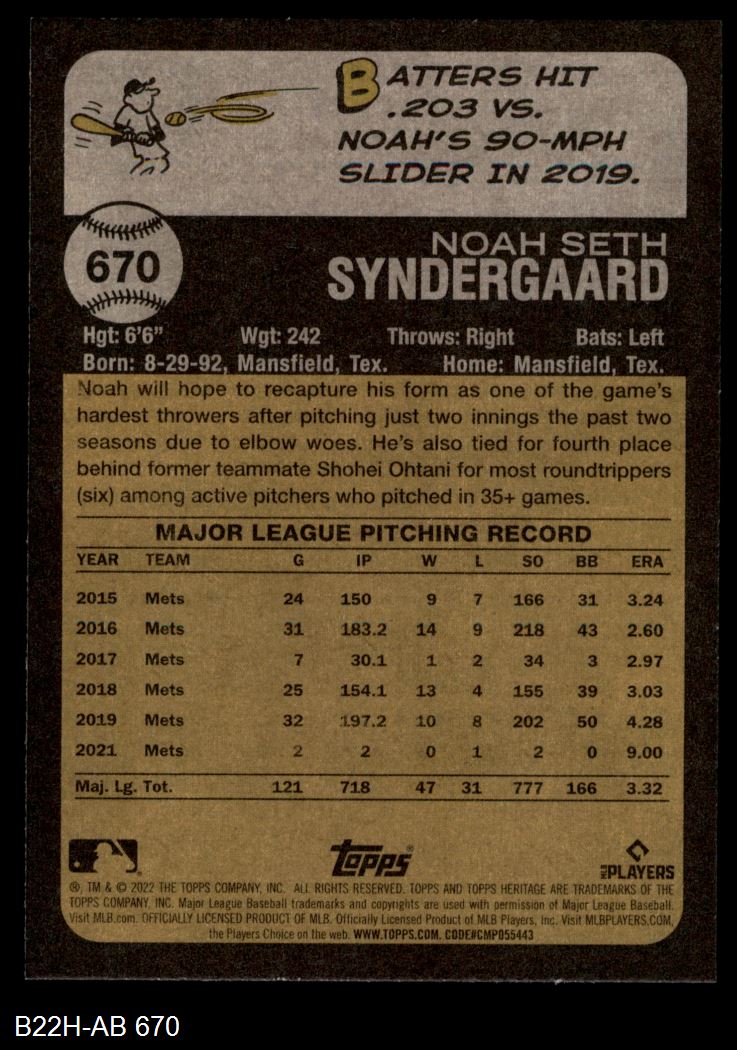 BATTERS HIT
.203 VS.
NOAH'S 90-MPH
SLIDER IN 2019.
670
NOAH SETH
SYNDERGAARD
Hgt: 6'6" Wgt: 242 Throws: Right Bats: Left
Born: 8-29-92, Mansfield, Tex. Home: Mansfield, Tex.
Noah will hope to recapture his form as one of the game's
hardest throwers after pitching just two innings the past two
seasons due to elbow woes. He's also tied for fourth place
behind former teammate Shohei Ohtani for most roundtrippers
(six) among active pitchers who pitched in 35+ games.
MAJOR LEAGUE PITCHING RECORD
YEAR TEAM G IP W L SO BB ERA
2015 Mets 24 150 9 7 166 31 3.24
2016 Mets 31 183.2 14 9 218 43 2.60
2017 Mets 7 30.1 1 2 34 3 2.97
2018 Mets 25 154.1 13 4 155 39 3.03
2019 Mets 32 197.2 10 8 202 50 4.28
2021 Mets 2 2 0 1 2 0 9.00
Maj. Lg. Tot. 121 718 47 31 777 166 3.32
Topps® MLB PLAYERS
®, TM & © 2022 THE TOPPS COMPANY, INC. ALL RIGHTS RESERVED. TOPPS AND TOPPS HERITAGE ARE TRADEMARKS OF THE
TOPPS COMPANY, INC. Major League Baseball trademarks and copyrights are used with permission of Major League Baseball.
Visit MLB.com. OFFICIALLY LICENSED PRODUCT OF MLB. Officially Licensed Product of MLB Players, Inc. Visit MLBPLAYERS.COM,
the Players Choice on the web. WWW.TOPPS.COM. CODE#CMP055443
B22H-AB 670